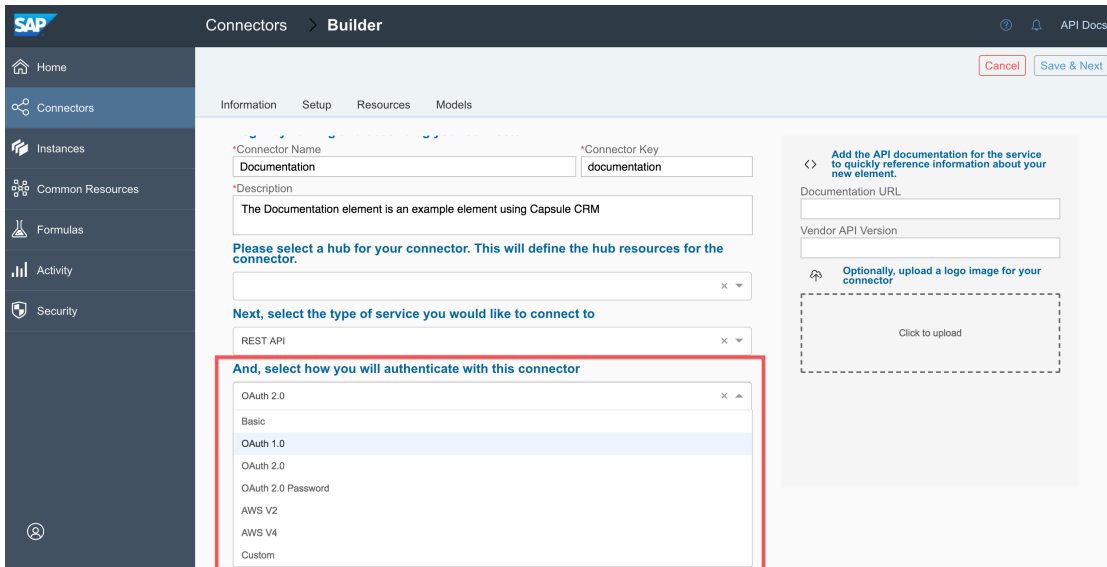 SAP
Connectors > Builder
API Docs
Home
Connectors
Instances
Common Resources
Formulas
Activity
Security
Cancel
Save & Next
Information Setup Resources Models
*Connector Name
Documentation
*Connector Key
documentation
*Description
The Documentation element is an example element using Capsule CRM
Please select a hub for your connector. This will define the hub resources for the
connector.
Next, select the type of service you would like to connect to
REST API
And, select how you will authenticate with this connector
OAuth 2.0
Basic
OAuth 1.0
OAuth 2.0
OAuth 2.0 Password
AWS V2
AWS V4
Custom
Add the API documentation for the service
to quickly reference information about your
new element.
Documentation URL
Vendor API Version
Optionally, upload a logo image for your
connector
Click to upload